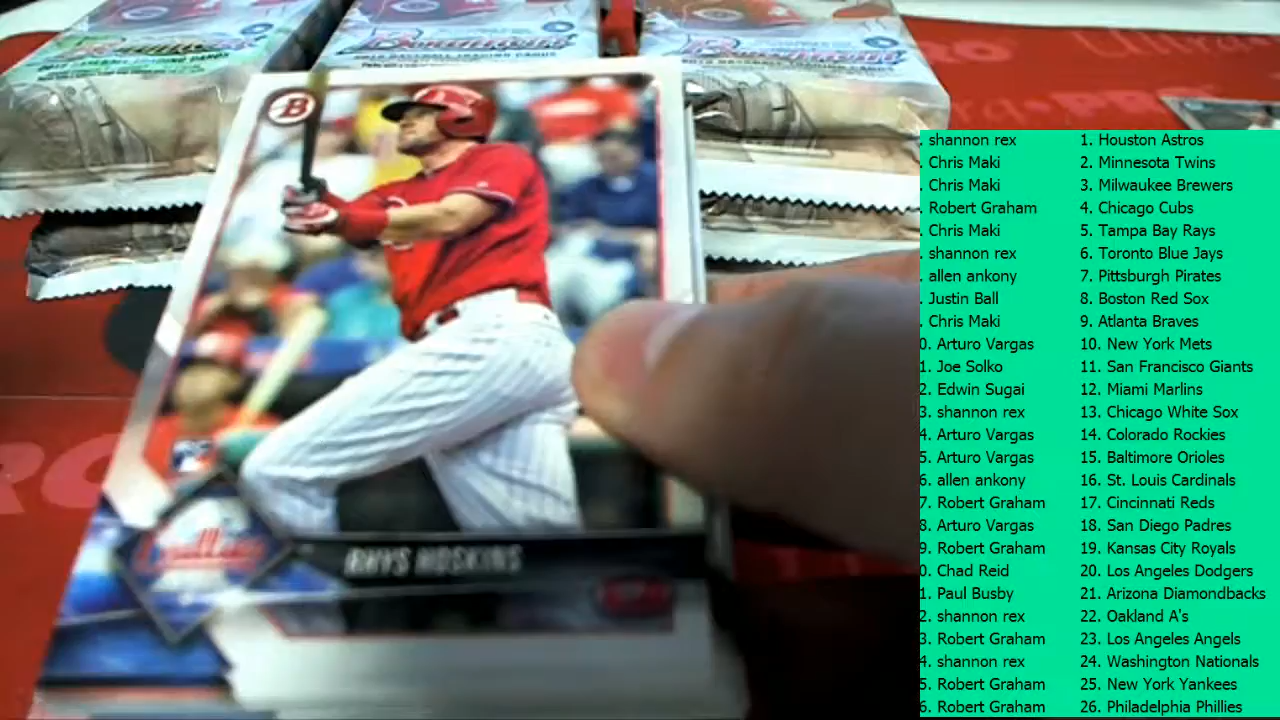 Bowman
Bowman
Bowman
B
Phillies
RHYS HOSKINS
shannon rex 1. Houston Astros
Chris Maki 2. Minnesota Twins
Chris Maki 3. Milwaukee Brewers
Robert Graham 4. Chicago Cubs
Chris Maki 5. Tampa Bay Rays
shannon rex 6. Toronto Blue Jays
allen ankony 7. Pittsburgh Pirates
Justin Ball 8. Boston Red Sox
Chris Maki 9. Atlanta Braves
0. Arturo Vargas 10. New York Mets
1. Joe Solko 11. San Francisco Giants
2. Edwin Sugai 12. Miami Marlins
3. shannon rex 13. Chicago White Sox
4. Arturo Vargas 14. Colorado Rockies
5. Arturo Vargas 15. Baltimore Orioles
6. allen ankony 16. St. Louis Cardinals
7. Robert Graham 17. Cincinnati Reds
8. Arturo Vargas 18. San Diego Padres
9. Robert Graham 19. Kansas City Royals
0. Chad Reid 20. Los Angeles Dodgers
1. Paul Busby 21. Arizona Diamondbacks
2. shannon rex 22. Oakland A's
3. Robert Graham 23. Los Angeles Angels
4. shannon rex 24. Washington Nationals
5. Robert Graham 25. New York Yankees
6. Robert Graham 26. Philadelphia Phillies